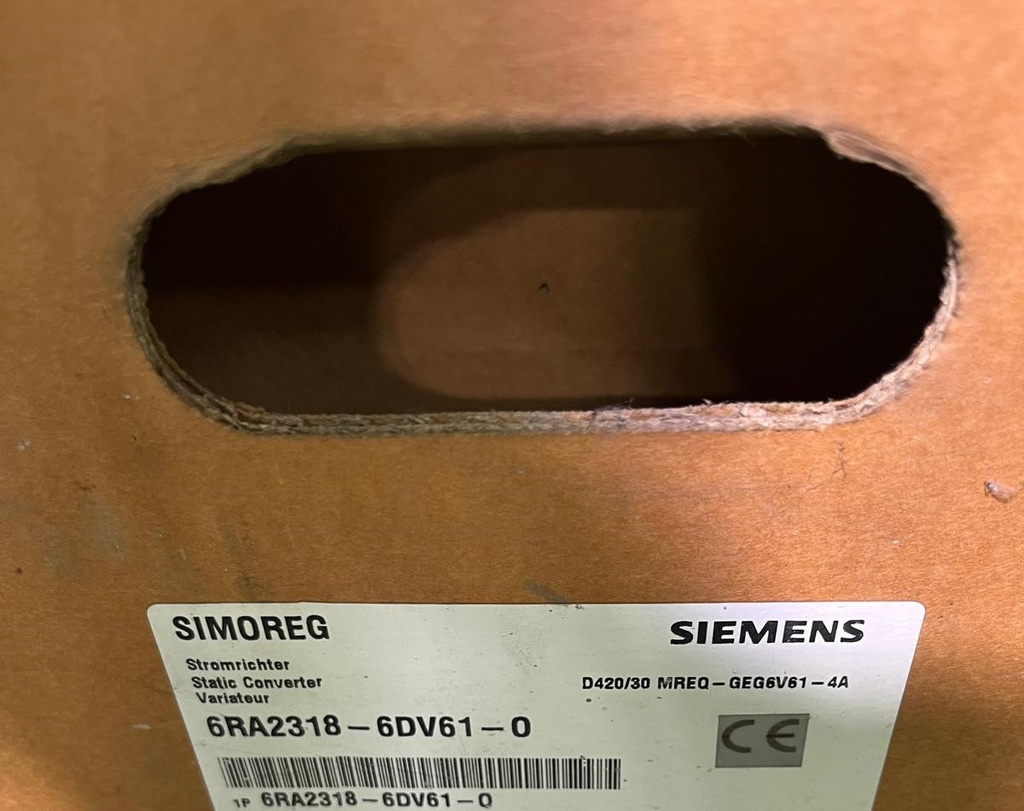 SIMOREG SIEMENS
Stromrichter
Static Converter D420/30 MREQ-GEG6V61-4A
Variateur
6RA2318-6DV61-0
CE
1P 6RA2318-6DV61-0